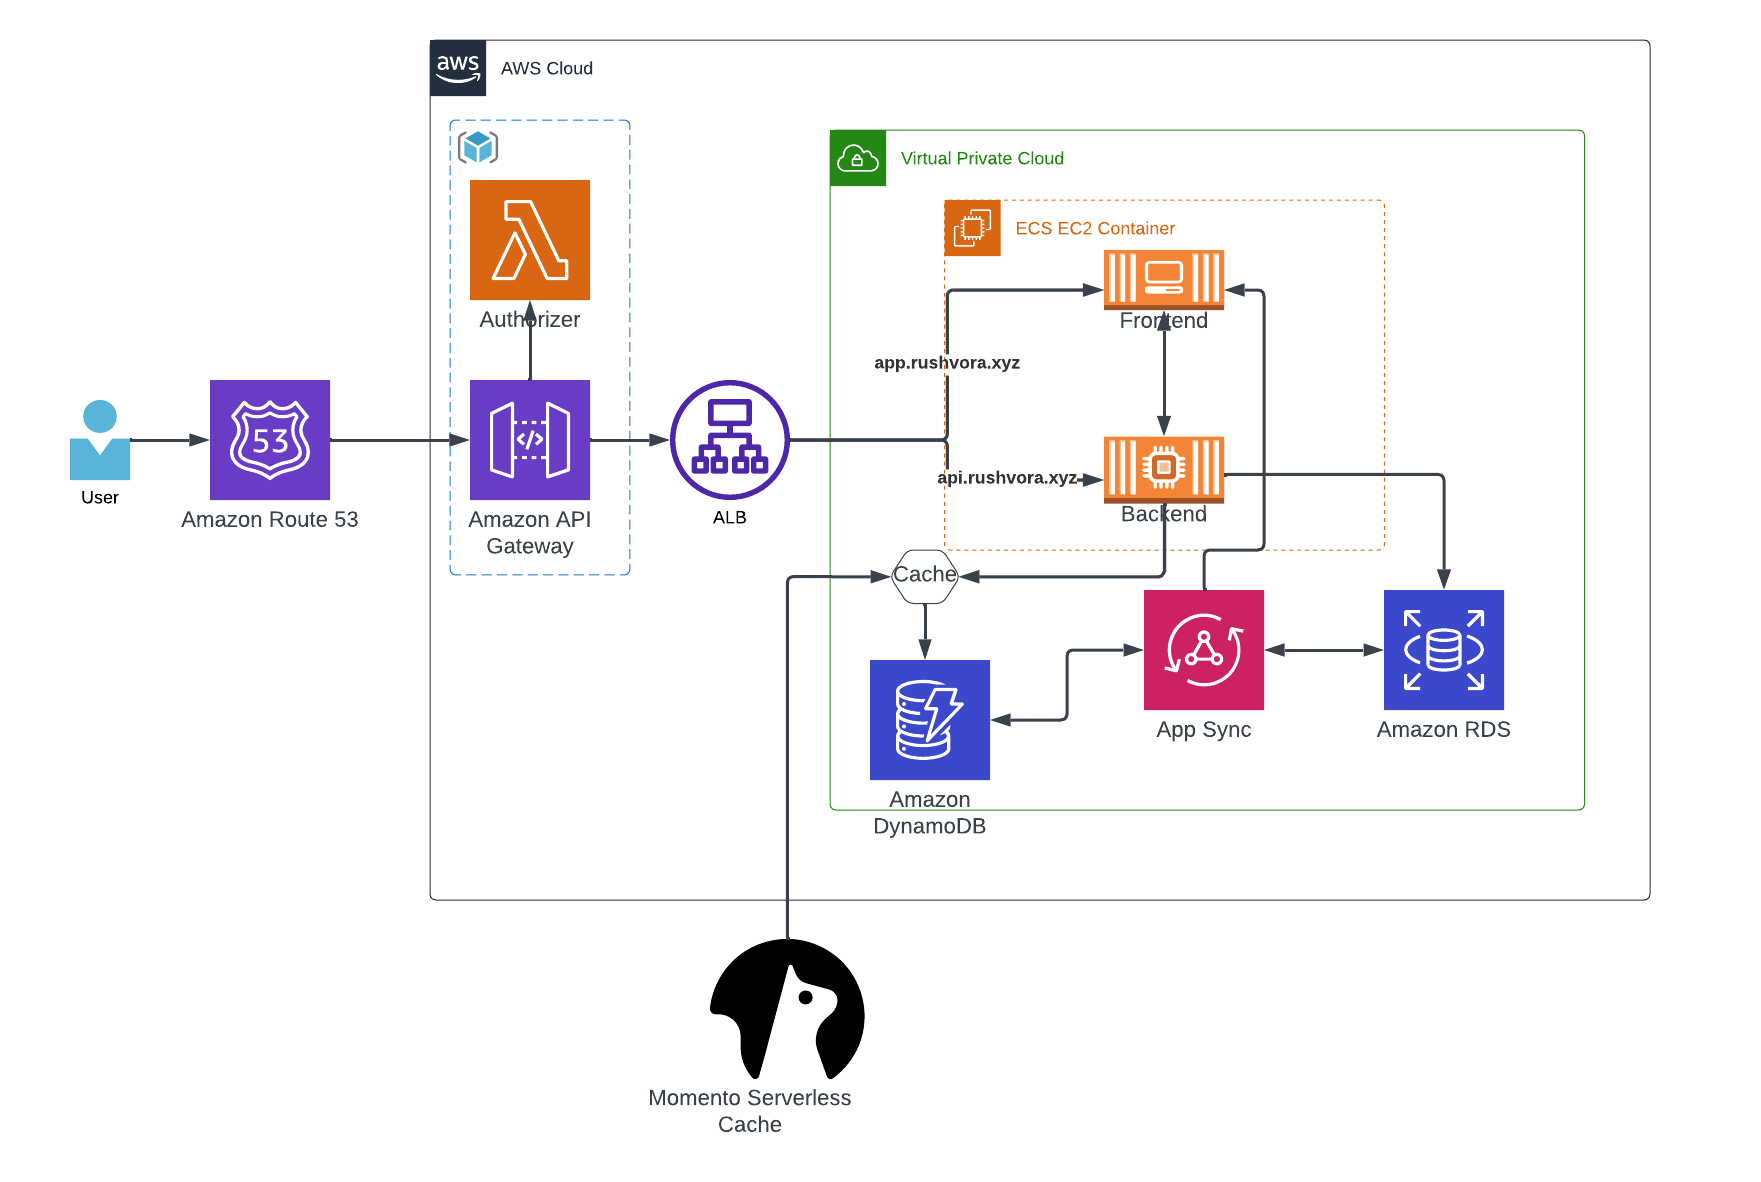 aws
AWS Cloud
Virtual Private Cloud
ECS EC2 Container
Authorizer
Frontend
app.rushvora.xyz
53
</>
api.rushvora.xyz
User
Amazon Route 53
Amazon API
Gateway
ALB
Backend
Cache
App Sync
Amazon RDS
Amazon
DynamoDB
Momento Serverless
Cache